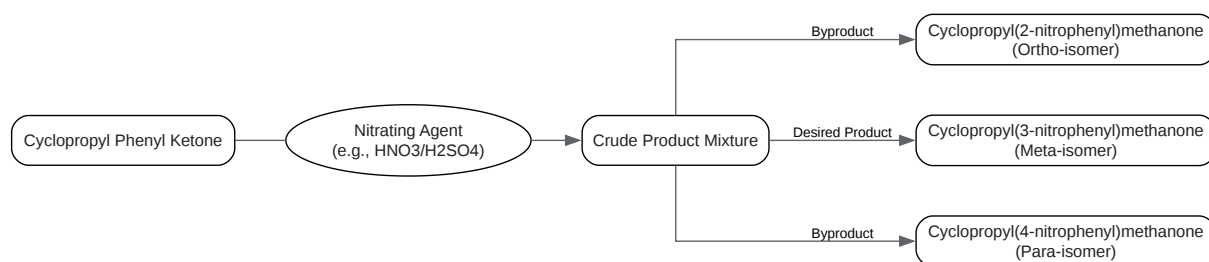 Byproduct
Cyclopropyl(2-nitrophenyl)methanone
(Ortho-isomer)
Cyclopropyl Phenyl Ketone
Nitrating Agent
(e.g., HNO3/H2SO4)
Crude Product Mixture
Desired Product
Cyclopropyl(3-nitrophenyl)methanone
(Meta-isomer)
Byproduct
Cyclopropyl(4-nitrophenyl)methanone
(Para-isomer)